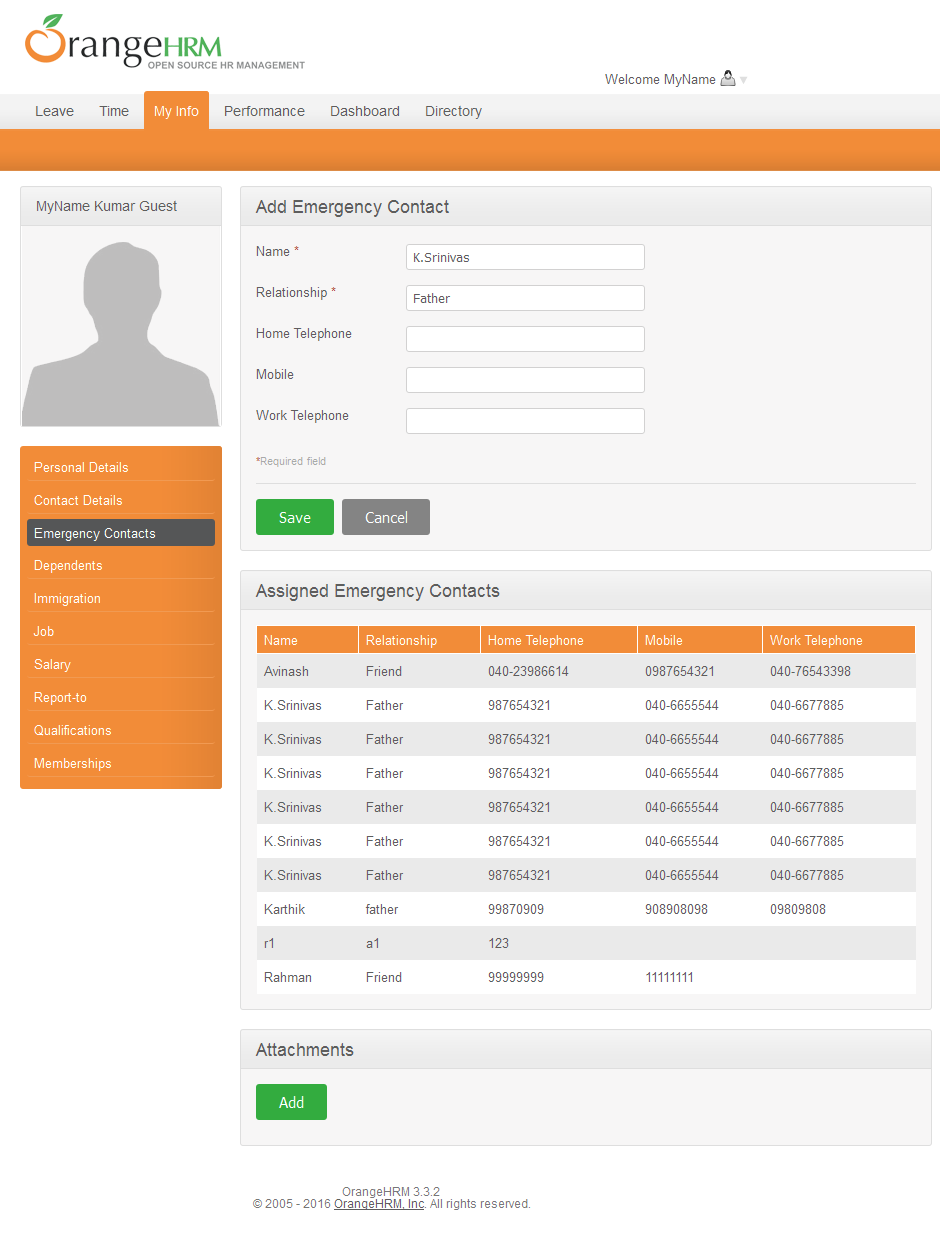 OrangeHRM
OPEN SOURCE HR MANAGEMENT
Welcome MyName
Leave Time My Info Performance Dashboard Directory
MyName Kumar Guest
Personal Details
Contact Details
Emergency Contacts
Dependents
Immigration
Job
Salary
Report-to
Qualifications
Memberships
Add Emergency Contact
Name * K.Srinivas
Relationship * Father
Home Telephone
Mobile
Work Telephone
*Required field
Save Cancel
Assigned Emergency Contacts
Name Relationship Home Telephone Mobile Work Telephone
Avinash Friend 040-23986614 0987654321 040-76543398
K.Srinivas Father 987654321 040-6655544 040-6677885
K.Srinivas Father 987654321 040-6655544 040-6677885
K.Srinivas Father 987654321 040-6655544 040-6677885
K.Srinivas Father 987654321 040-6655544 040-6677885
K.Srinivas Father 987654321 040-6655544 040-6677885
K.Srinivas Father 987654321 040-6655544 040-6677885
Karthik father 99870909 908908098 09809808
r1 a1 123
Rahman Friend 99999999 11111111
Attachments
Add
OrangeHRM 3.3.2
© 2005 - 2016 OrangeHRM, Inc. All rights reserved.